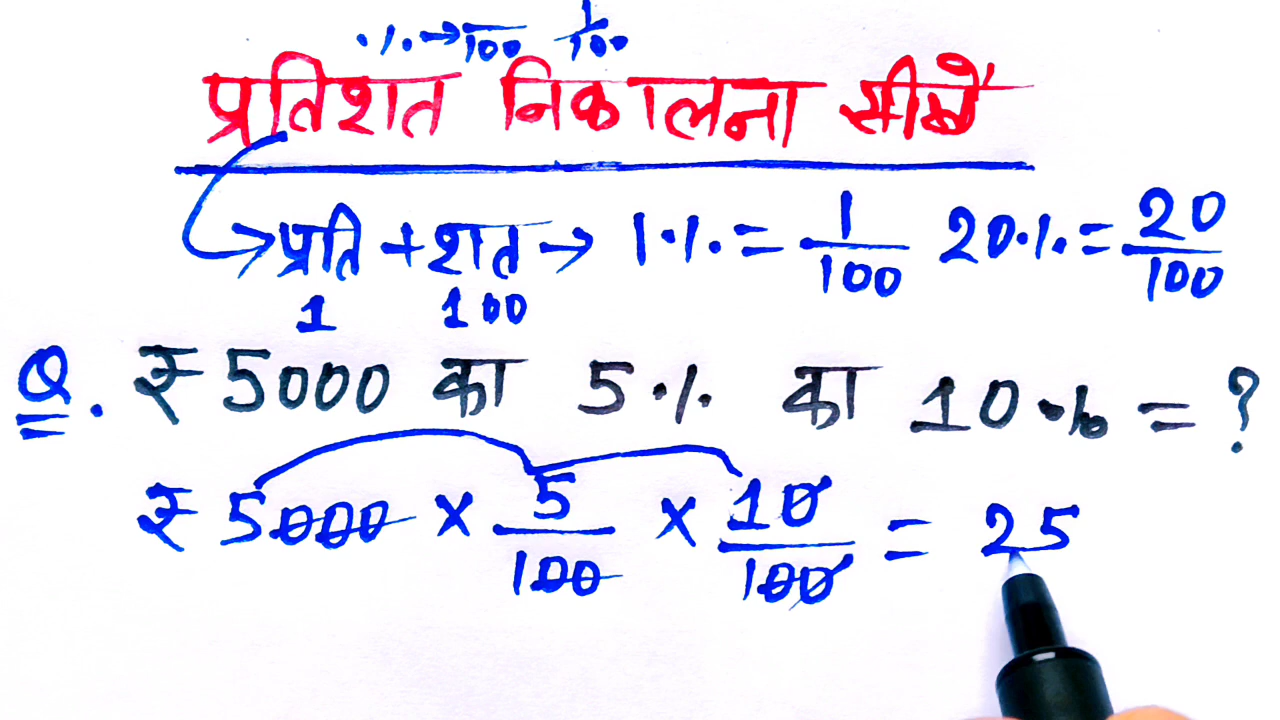 .%. → /100 1/100
प्रतिशत निकालना सीखें
→ प्रति + शत → 1% = 1/100 20% = 20/100
1 100
Q. ₹ 5000 का 5% का 10% = ?
₹ 5000 × 5/100 × 10/100 = 25